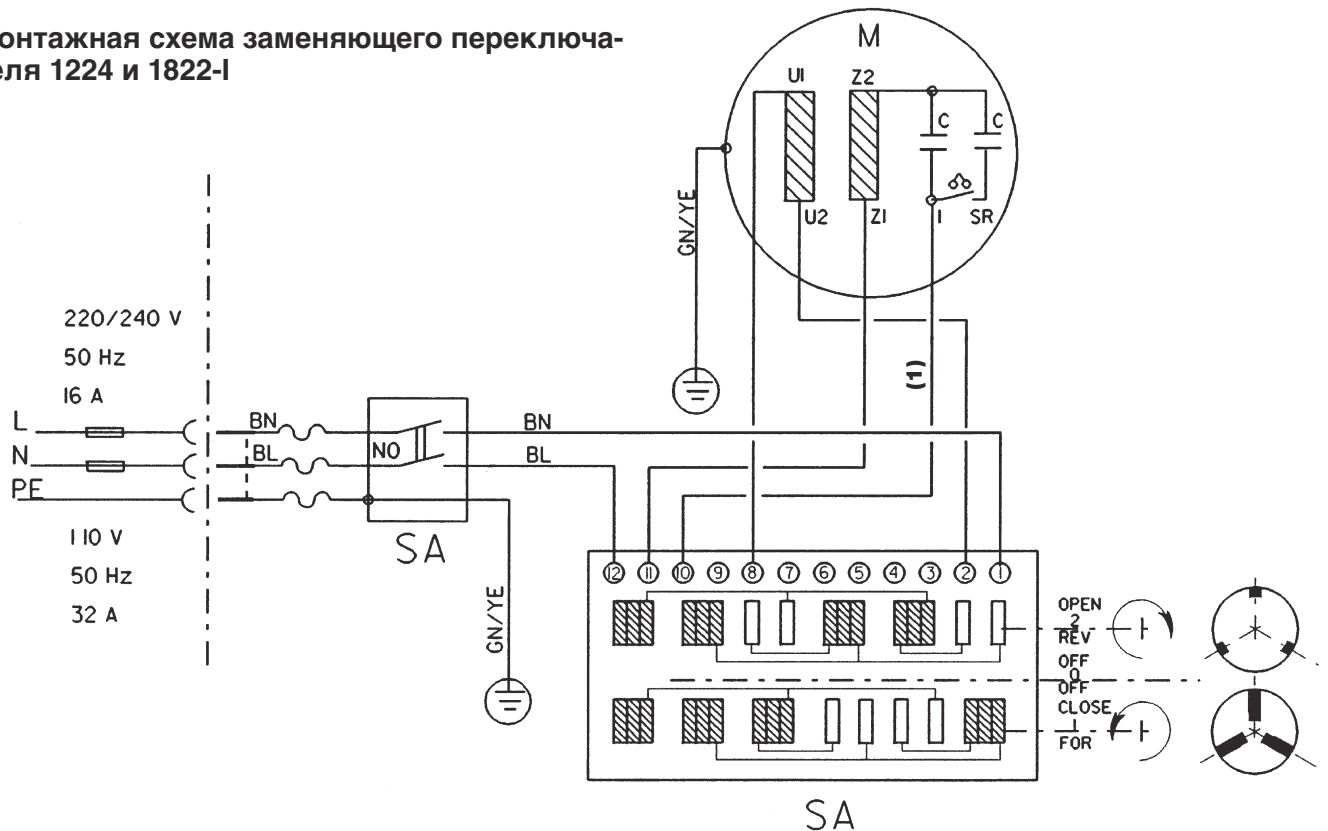 онтажная схема заменяющего переключа-
еля 1224 и 1822-I
M
U1 Z2
C C
U2 Z1 1 SR
GN/YE
220/240 V
50 Hz
16 A
(1)
L BN BN
N BL NO BL
PE
SA
110 V
50 Hz
32 A
GN/YE
12 11 10 9 8 7 6 5 4 3 2 1
OPEN
2
REV
OFF
0
OFF
CLOSE
1
FOR
SA